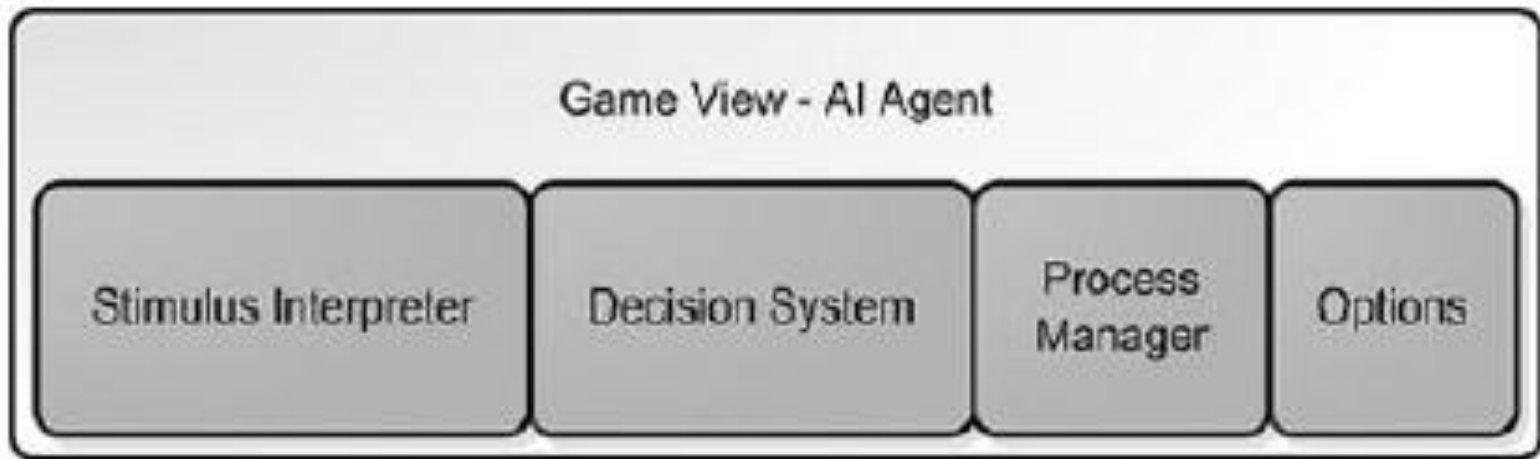 Game View - AI Agent
Stimulus Interpreter
Decision System
Process
Manager
Options